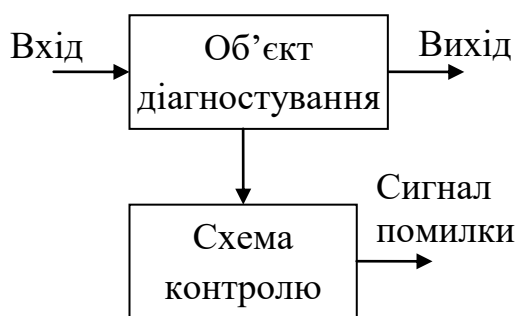 Вхід
Об’єкт
діагностування
Вихід
Схема
контролю
Сигнал
помилки